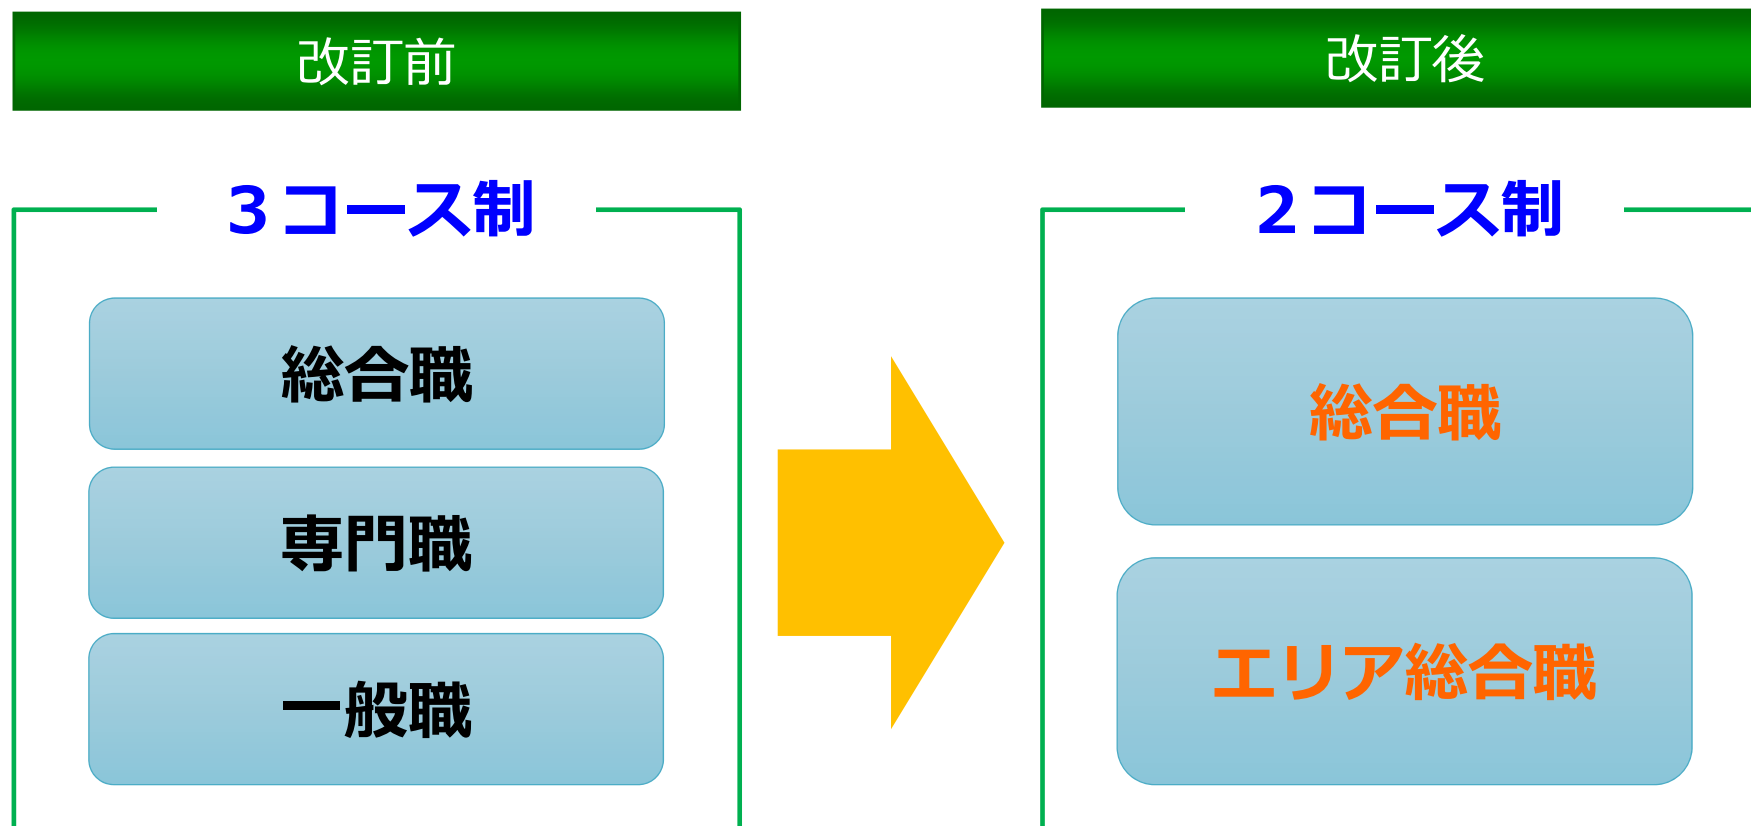 改訂前
３コース制
総合職
専門職
一般職
改訂後
２コース制
総合職
エリア総合職